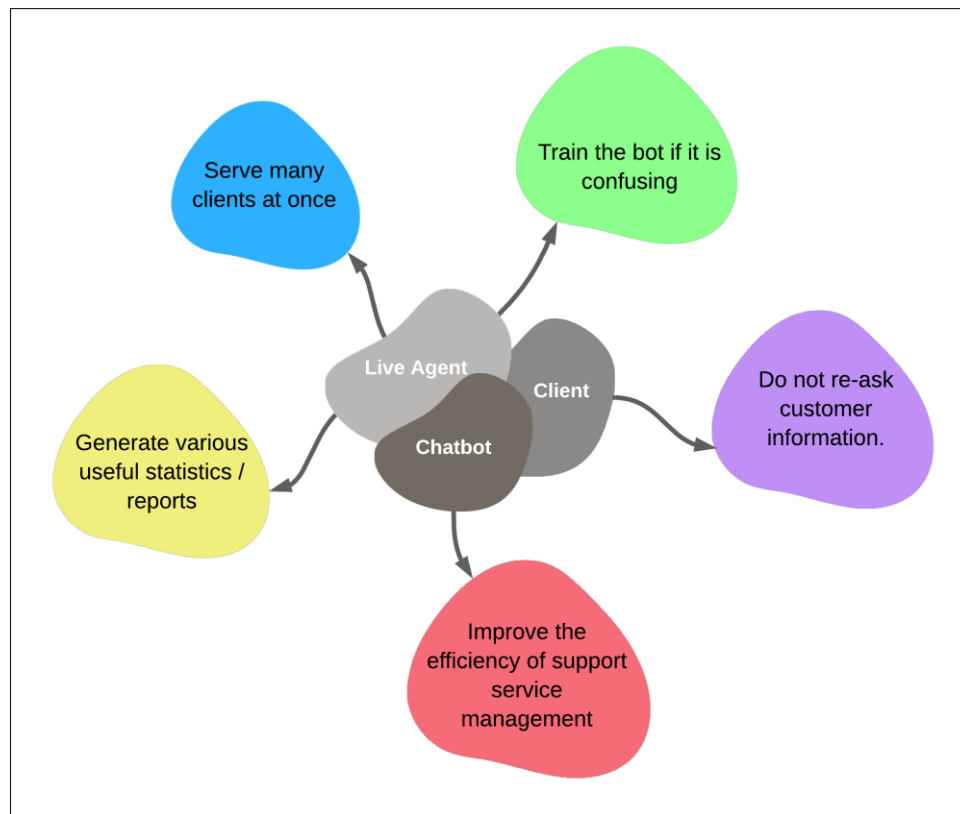 Train the bot if it is
confusing
Serve many
clients at once
Live Agent
Client
Chatbot
Do not re-ask
customer
information.
Generate various
useful statistics /
reports
Improve the
efficiency of support
service
management